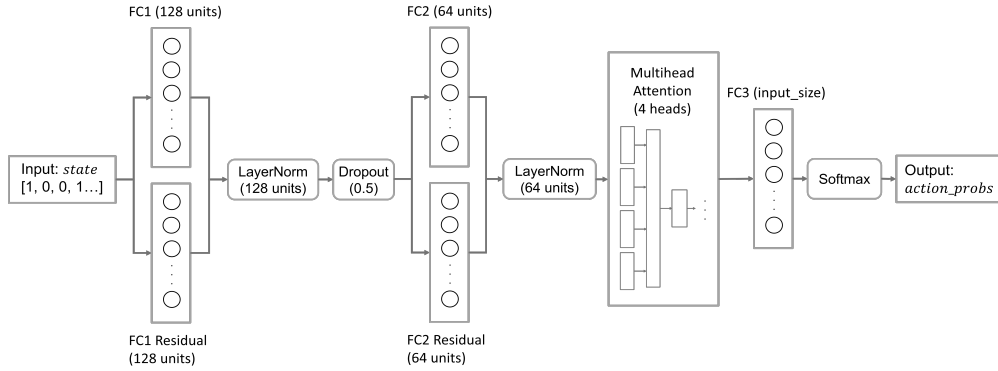 FC1 (128 units)
FC2 (64 units)
Multihead
Attention
(4 heads)
FC3 (input_size)
Input: state
[1, 0, 0, 1...]
LayerNorm
(128 units)
Dropout
(0.5)
LayerNorm
(64 units)
Softmax
Output:
action_probs
FC1 Residual
(128 units)
FC2 Residual
(64 units)